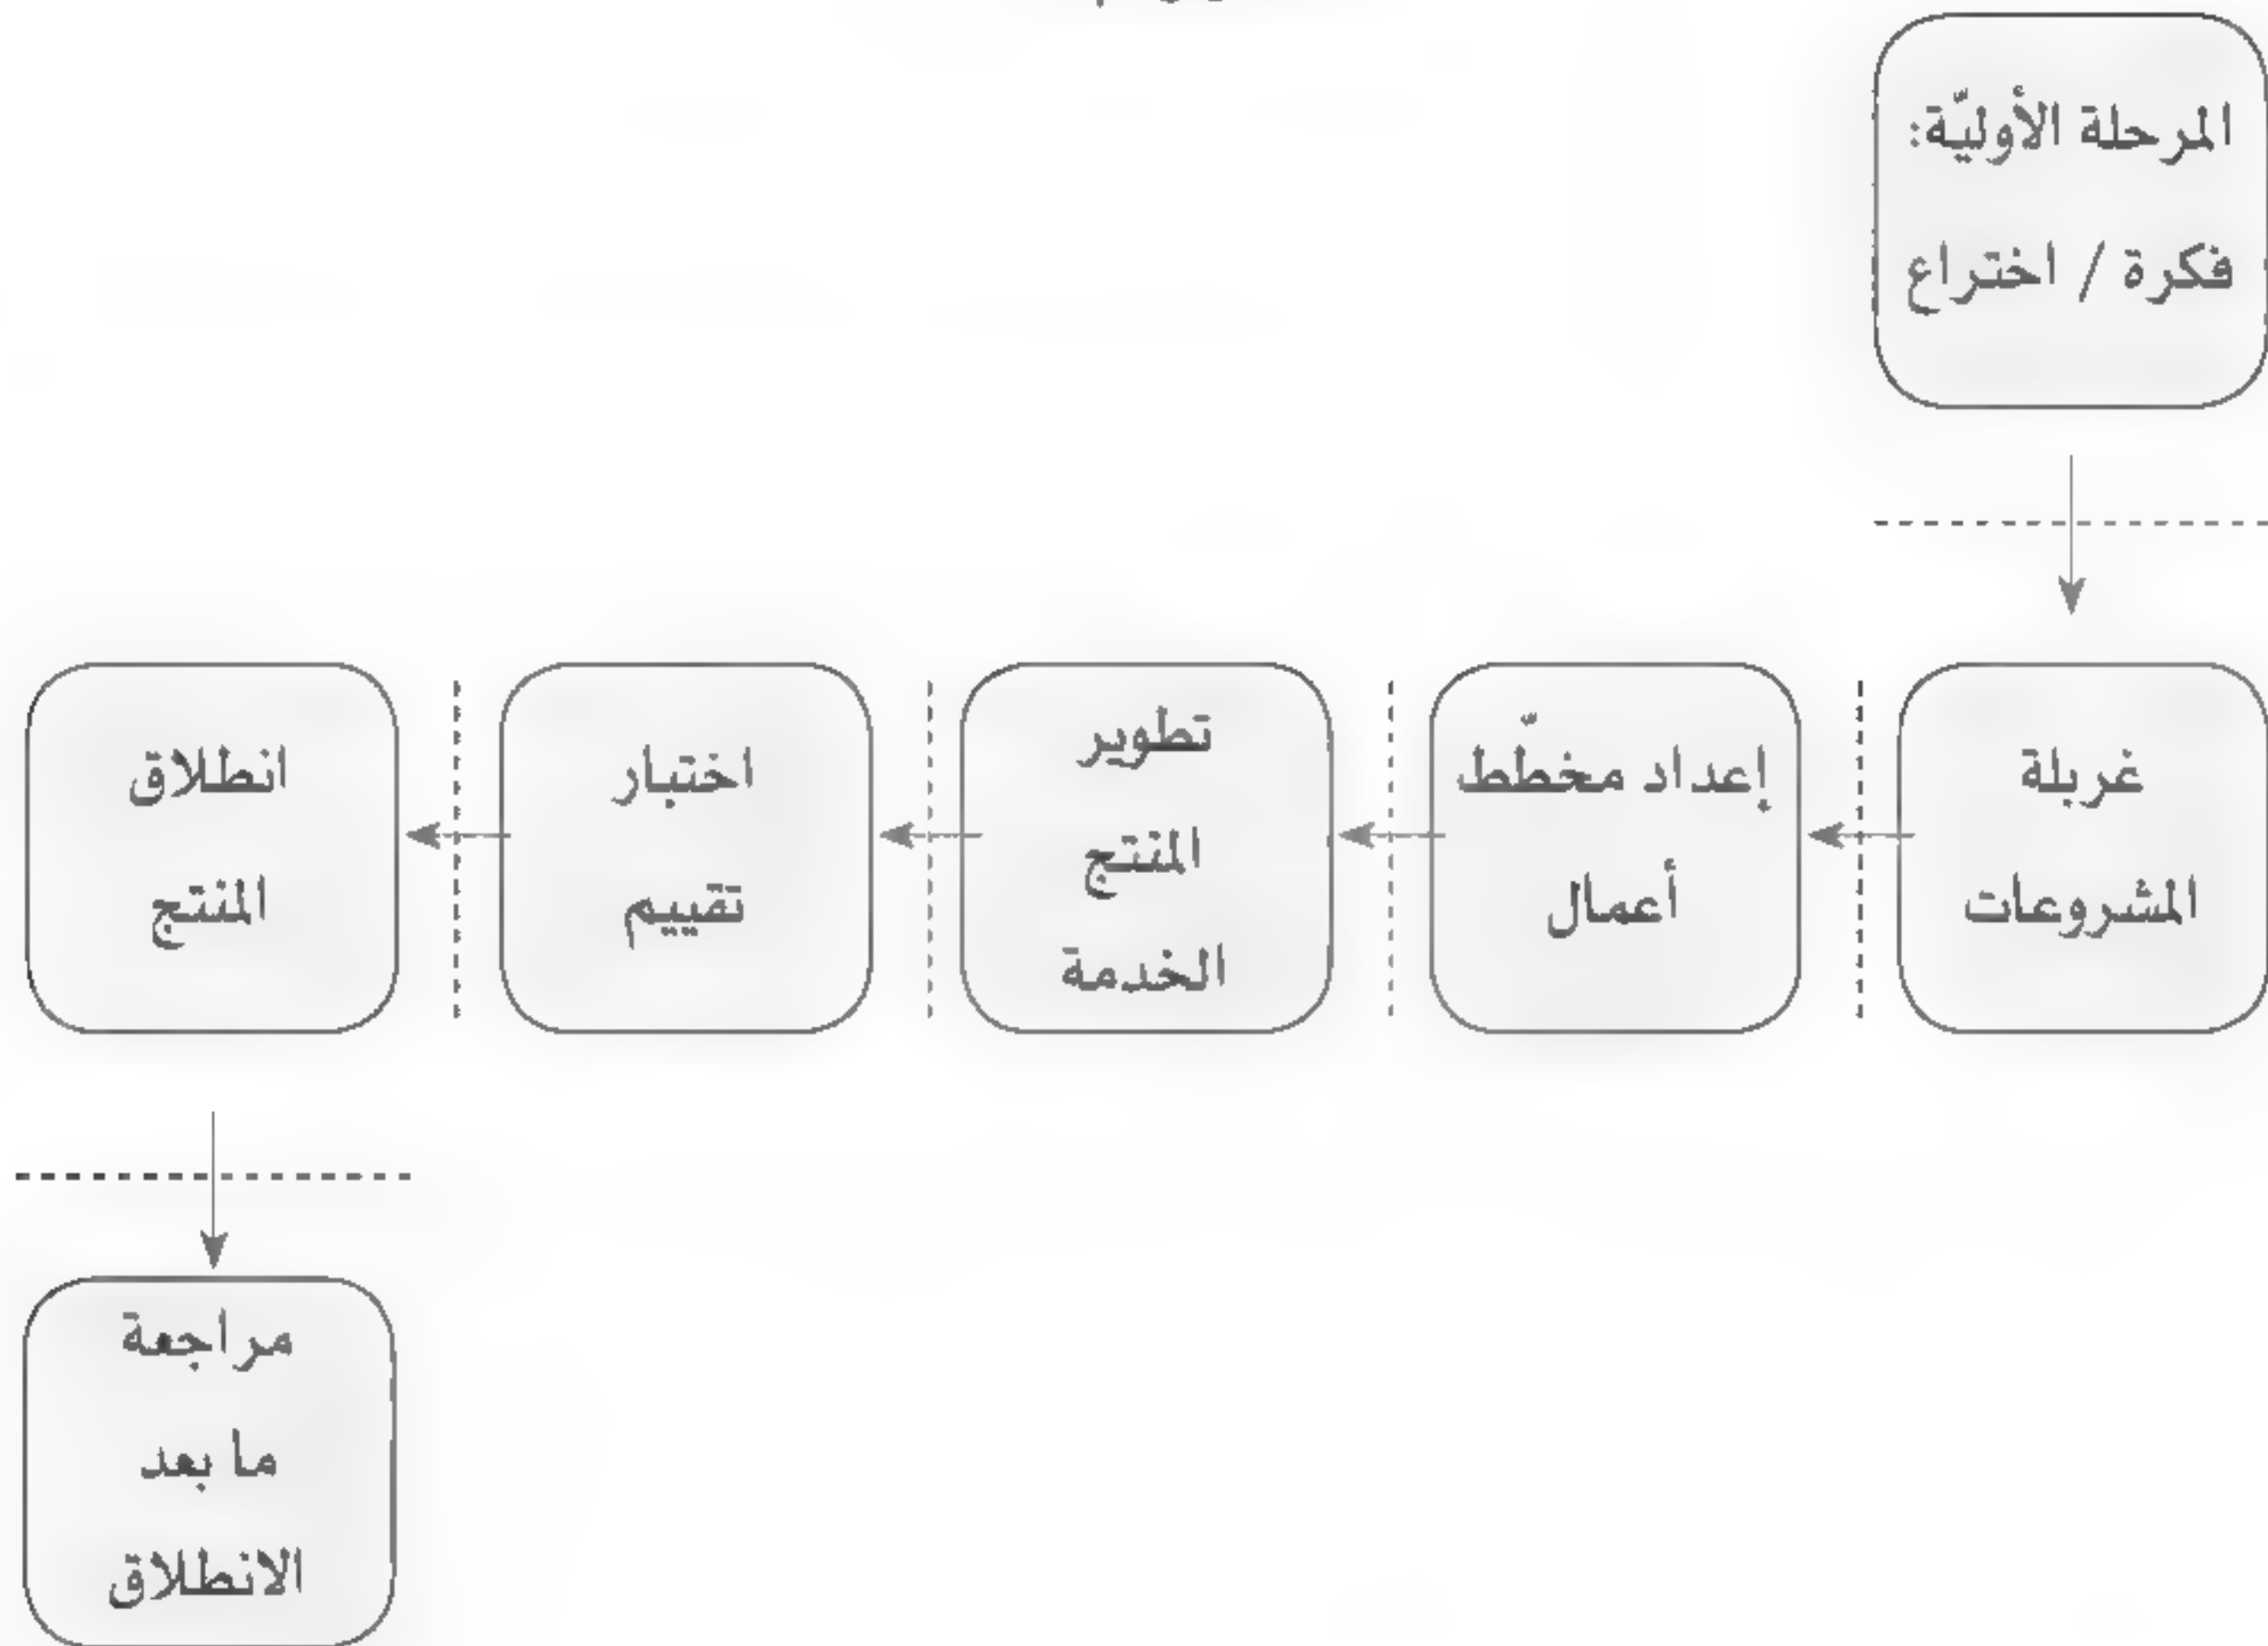 المرحلة الأوليّة:
فكرة / اختراع
غربلة
المشروعات
إعداد مخطّط
أعمال
تطوير
المنتج
الخدمة
اختبار
تقييم
انطلاق
المنتج
مراجعة
ما بعد
الانطلاق